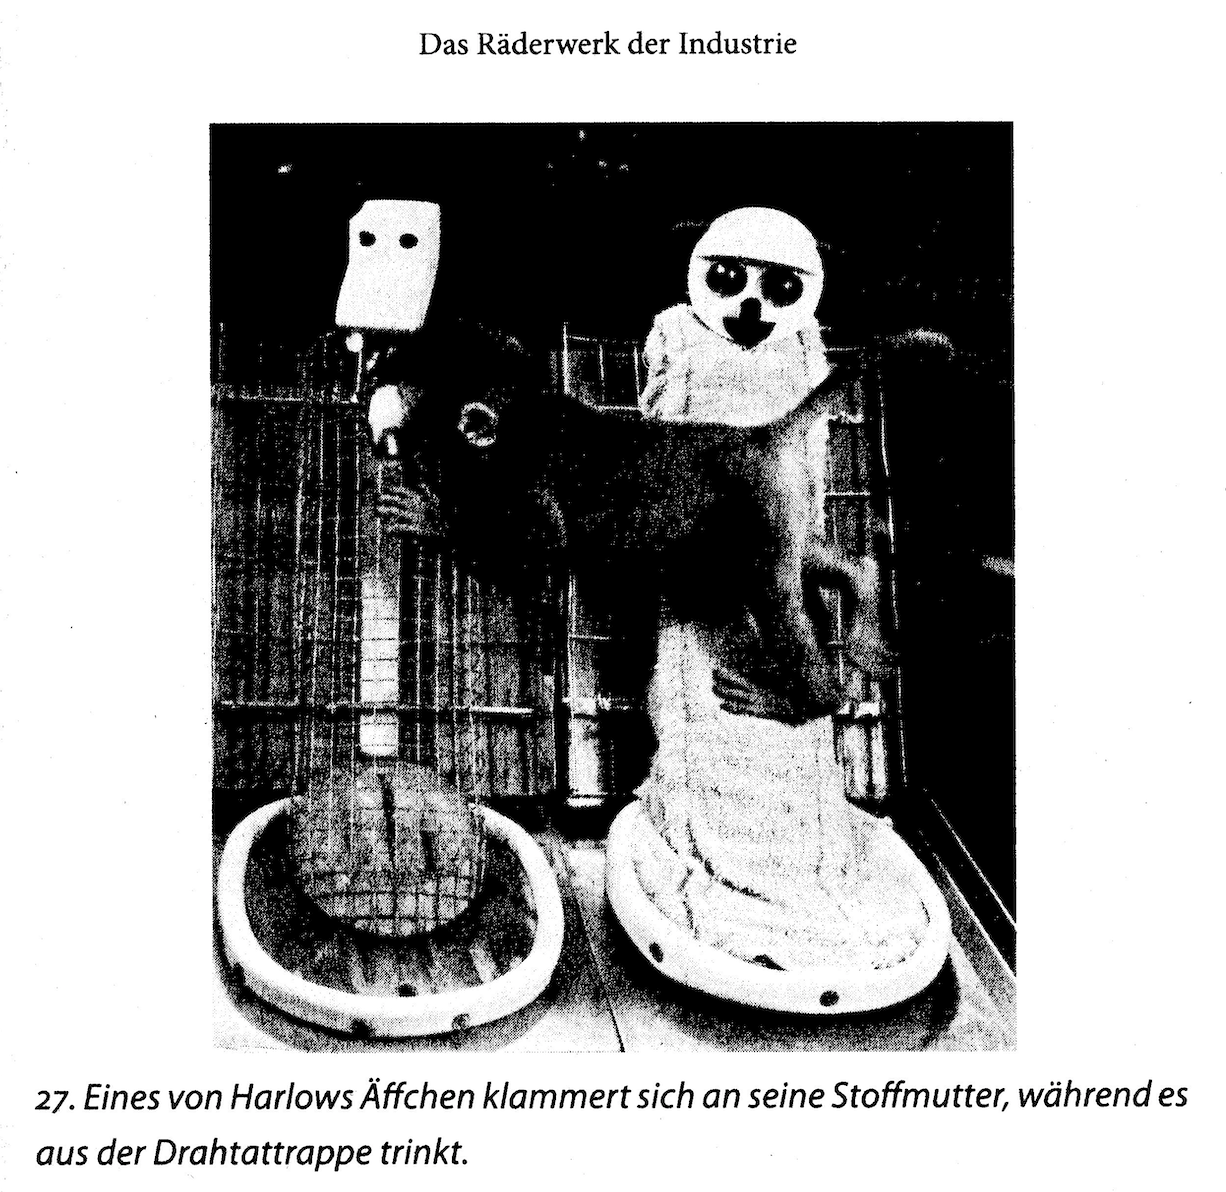 Das Räderwerk der Industrie
27. Eines von Harlows Äffchen klammert sich an seine Stoffmutter, während es
aus der Drahtattrappe trinkt.